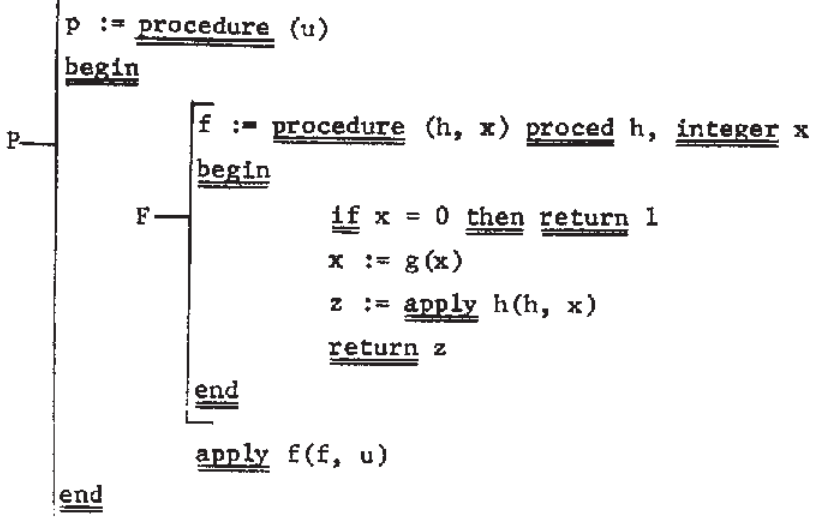 p := procedure (u)
begin
f := procedure (h, x) proced h, integer x
P
begin
F
if x = 0 then return 1
x := g(x)
z := apply h(h, x)
return z
end
apply f(f, u)
end